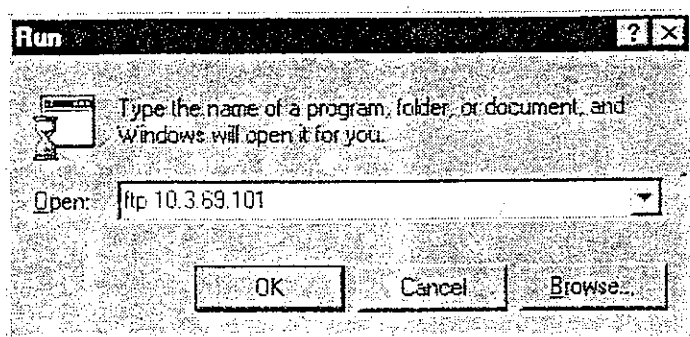 Run
Type the name of a program, folder, or document, and
Windows will open it for you.
Open: ftp 10.3.69.101
OK Cancel Browse...